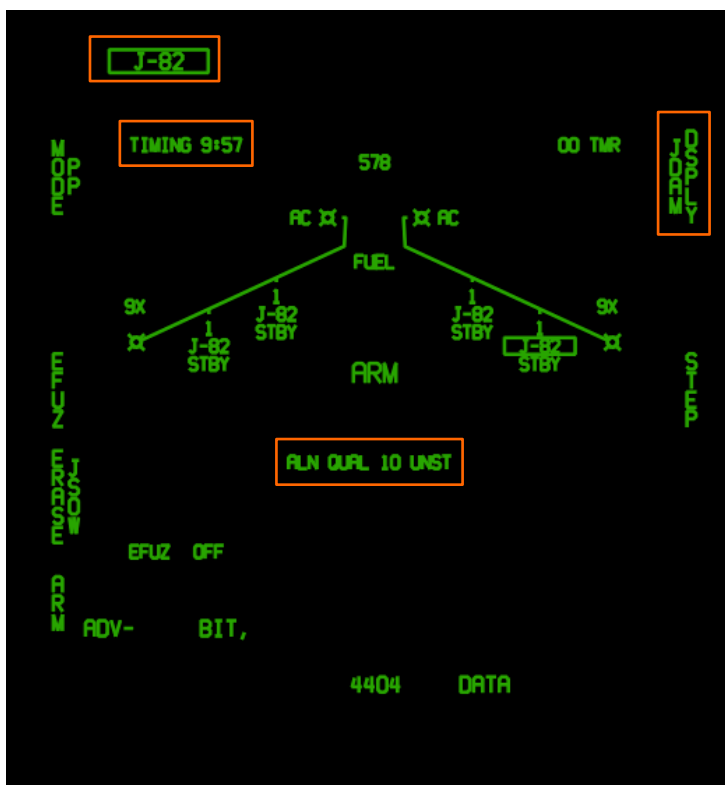 J-82
TIMING 9:57
00 TMR
MODE
PP
PP
578
JDAM
DSPLY
AC
AC
FUEL
9X
9X
1
J-82
STBY
1
J-82
STBY
1
J-82
STBY
1
J-82
STBY
EFUZ
ARM
STEP
ALN QUAL 10 UNST
ERASE
JSOW
EFUZ OFF
ARM
ADV- BIT,
4404 DATA